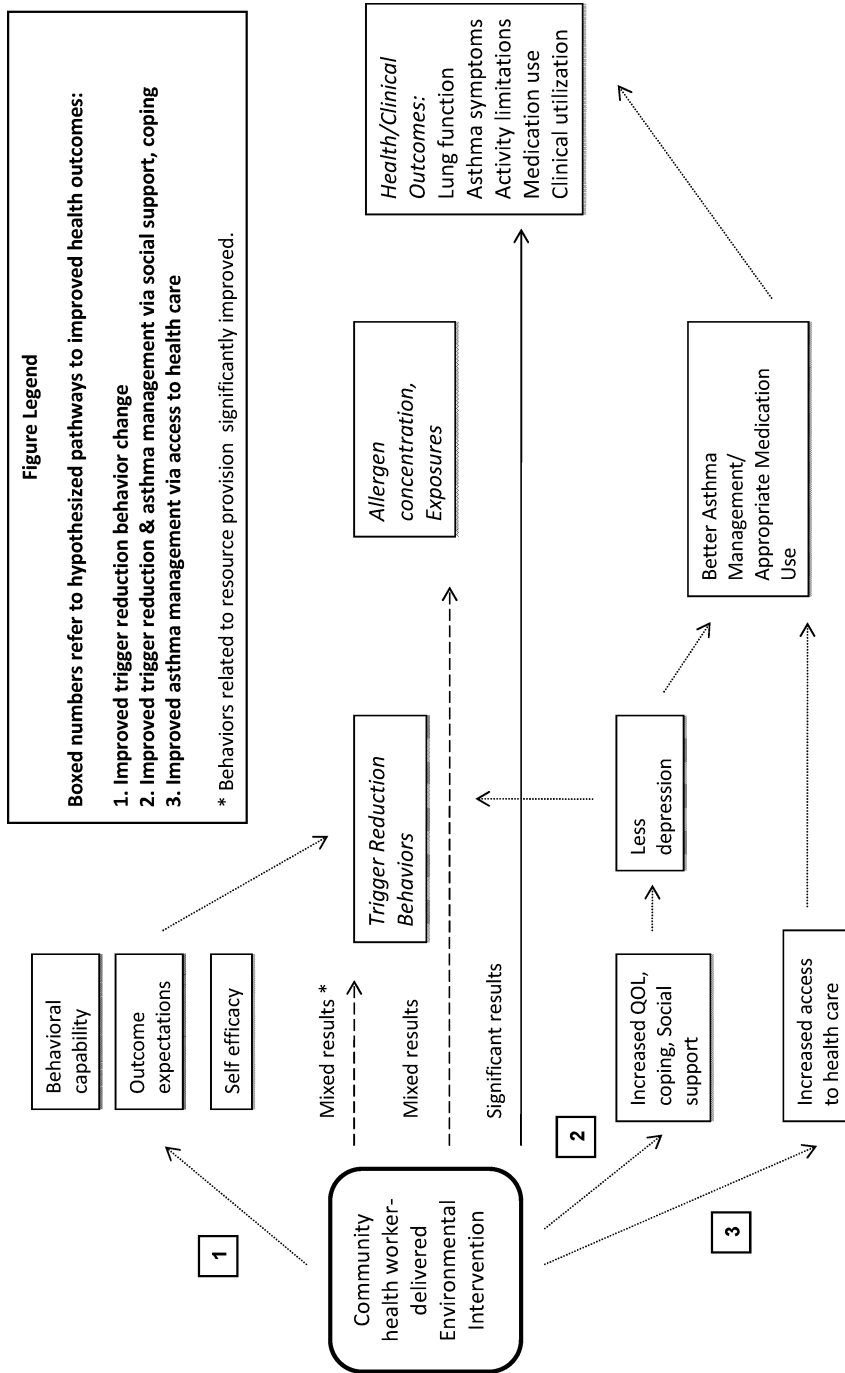 Figure Legend
Boxed numbers refer to hypothesized pathways to improved health outcomes:
1. Improved trigger reduction behavior change
2. Improved trigger reduction & asthma management via social support, coping
3. Improved asthma management via access to health care
* Behaviors related to resource provision significantly improved.
Community
health worker-
delivered
Environmental
Intervention
1
Behavioral
capability
Outcome
expectations
Self efficacy
Mixed results *
Mixed results
Significant results
Trigger Reduction
Behaviors
Allergen
concentration,
Exposures
Health/Clinical
Outcomes:
Lung function
Asthma symptoms
Activity limitations
Medication use
Clinical utilization
2
Increased QOL,
coping, Social
support
Less
depression
Better Asthma
Management/
Appropriate Medication
Use
3
Increased access
to health care